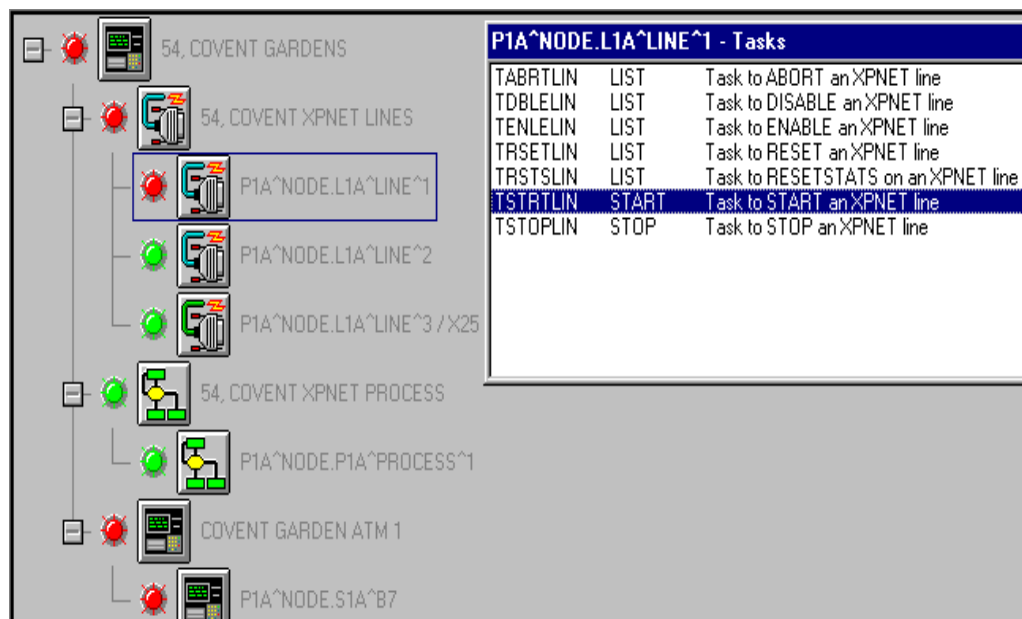 54, COVENT GARDENS
54, COVENT XPNET LINES
P1A^NODE.L1A^LINE^1
P1A^NODE.L1A^LINE^2
P1A^NODE.L1A^LINE^3 / X25
54, COVENT XPNET PROCESS
P1A^NODE.P1A^PROCESS^1
COVENT GARDEN ATM 1
P1A^NODE.S1A^B7
P1A^NODE.L1A^LINE^1 - Tasks
TABRTLIN LIST Task to ABORT an XPNET line
TDBLELIN LIST Task to DISABLE an XPNET line
TENLELIN LIST Task to ENABLE an XPNET line
TRSETLIN LIST Task to RESET an XPNET line
TRSTSLIN LIST Task to RESETSTATS on an XPNET line
TSTRTLIN START Task to START an XPNET line
TSTOPLIN STOP Task to STOP an XPNET line